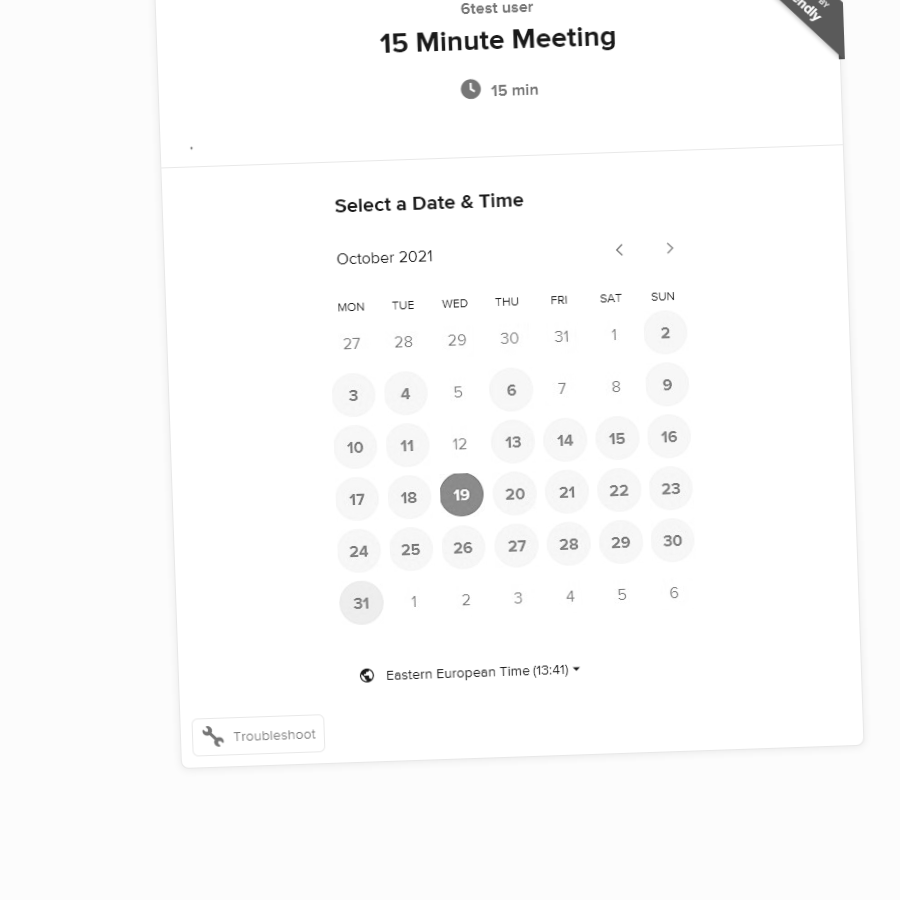 6test user
15 Minute Meeting
15 min
Select a Date & Time
October 2021
MON TUE WED THU FRI SAT SUN
27 28 29 30 31 1 2
3 4 5 6 7 8 9
10 11 12 13 14 15 16
17 18 19 20 21 22 23
24 25 26 27 28 29 30
31 1 2 3 4 5 6
Eastern European Time (13:41)
Troubleshoot